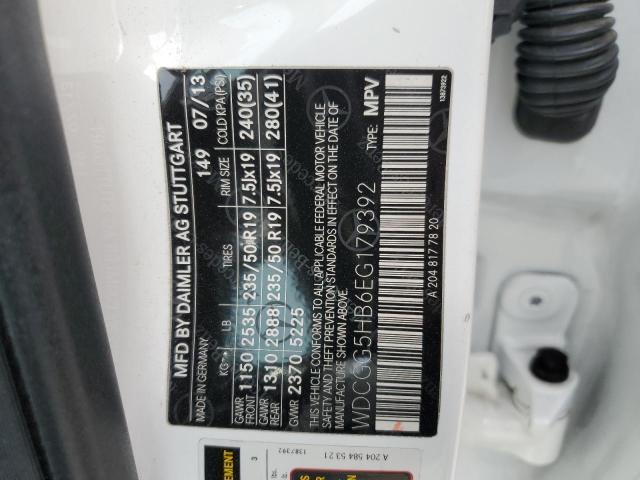 MFD BY DAIMLER AG STUTTGART
MADE IN GERMANY 149 07/13
KG LB TIRES RIM SIZE COLD KPA (PSI)
GAWR FRONT 1150 2535 235/50 R19 7.5Jx19 240(35)
GAWR REAR 1310 2888 235/50 R19 7.5Jx19 280(41)
GVWR 2370 5225
THIS VEHICLE CONFORMS TO ALL APPLICABLE FEDERAL MOTOR VEHICLE
SAFETY AND THEFT PREVENTION STANDARDS IN EFFECT ON THE DATE OF
MANUFACTURE SHOWN ABOVE.
TYPE: MPV
WDCGG5HB6EG179392
A 204 817 78 20
13873922
A 204 584 53 21
1387392
3